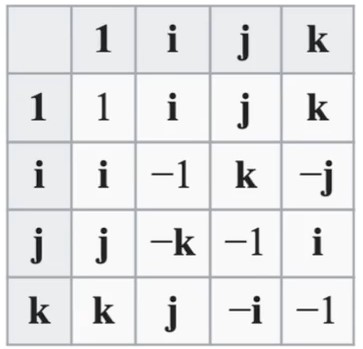 1 i j k
1 1 i j k
i i −1 k −j
j j −k −1 i
k k j −i −1